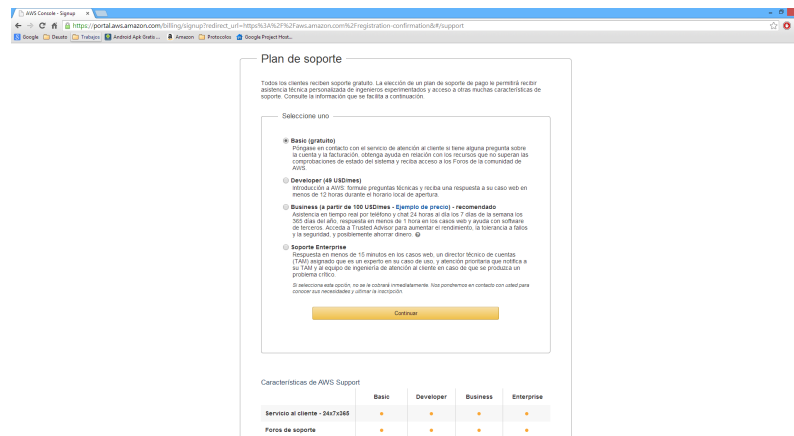 AWS Console - Signup
https://portal.aws.amazon.com/billing/signup?redirect_url=https%3A%2F%2Faws.amazon.com%2Fregistration-confirmation&#/support
Google Deusto Trabajos Android Apk Gratis ... Amazon Protocolos Google Project Host...
Plan de soporte
Todos los clientes reciben soporte gratuito. La elección de un plan de soporte de pago le permitirá recibir
asistencia técnica personalizada de ingenieros experimentados y acceso a otras muchas características de
soporte. Consulte la información que se facilita a continuación.
Seleccione uno
Basic (gratuito)
Póngase en contacto con el servicio de atención al cliente si tiene alguna pregunta sobre
la cuenta y la facturación, obtenga ayuda en relación con los recursos que no superan las
comprobaciones de estado del sistema y reciba acceso a los Foros de la comunidad de
AWS.
Developer (49 USD/mes)
Introducción a AWS: formule preguntas técnicas y reciba una respuesta a su caso web en
menos de 12 horas durante el horario local de apertura.
Business (a partir de 100 USD/mes - Ejemplo de precio) - recomendado
Asistencia en tiempo real por teléfono y chat 24 horas al día los 7 días de la semana los
365 días del año, respuesta en menos de 1 hora en los casos web y ayuda con software
de terceros. Acceda a Trusted Advisor para aumentar el rendimiento, la tolerancia a fallos
y la seguridad, y posiblemente ahorrar dinero.
Soporte Enterprise
Respuesta en menos de 15 minutos en los casos web, un director técnico de cuentas
(TAM) asignado que es un experto en su caso de uso, y atención prioritaria que notifica a
su TAM y al equipo de ingeniería de atención al cliente en caso de que se produzca un
problema crítico.
Si selecciona esta opción, no se le cobrará inmediatamente. Nos pondremos en contacto con usted para
conocer sus necesidades y ultimar la inscripción.
Continuar
Características de AWS Support
Basic Developer Business Enterprise
Servicio al cliente - 24x7x365
Foros de soporte